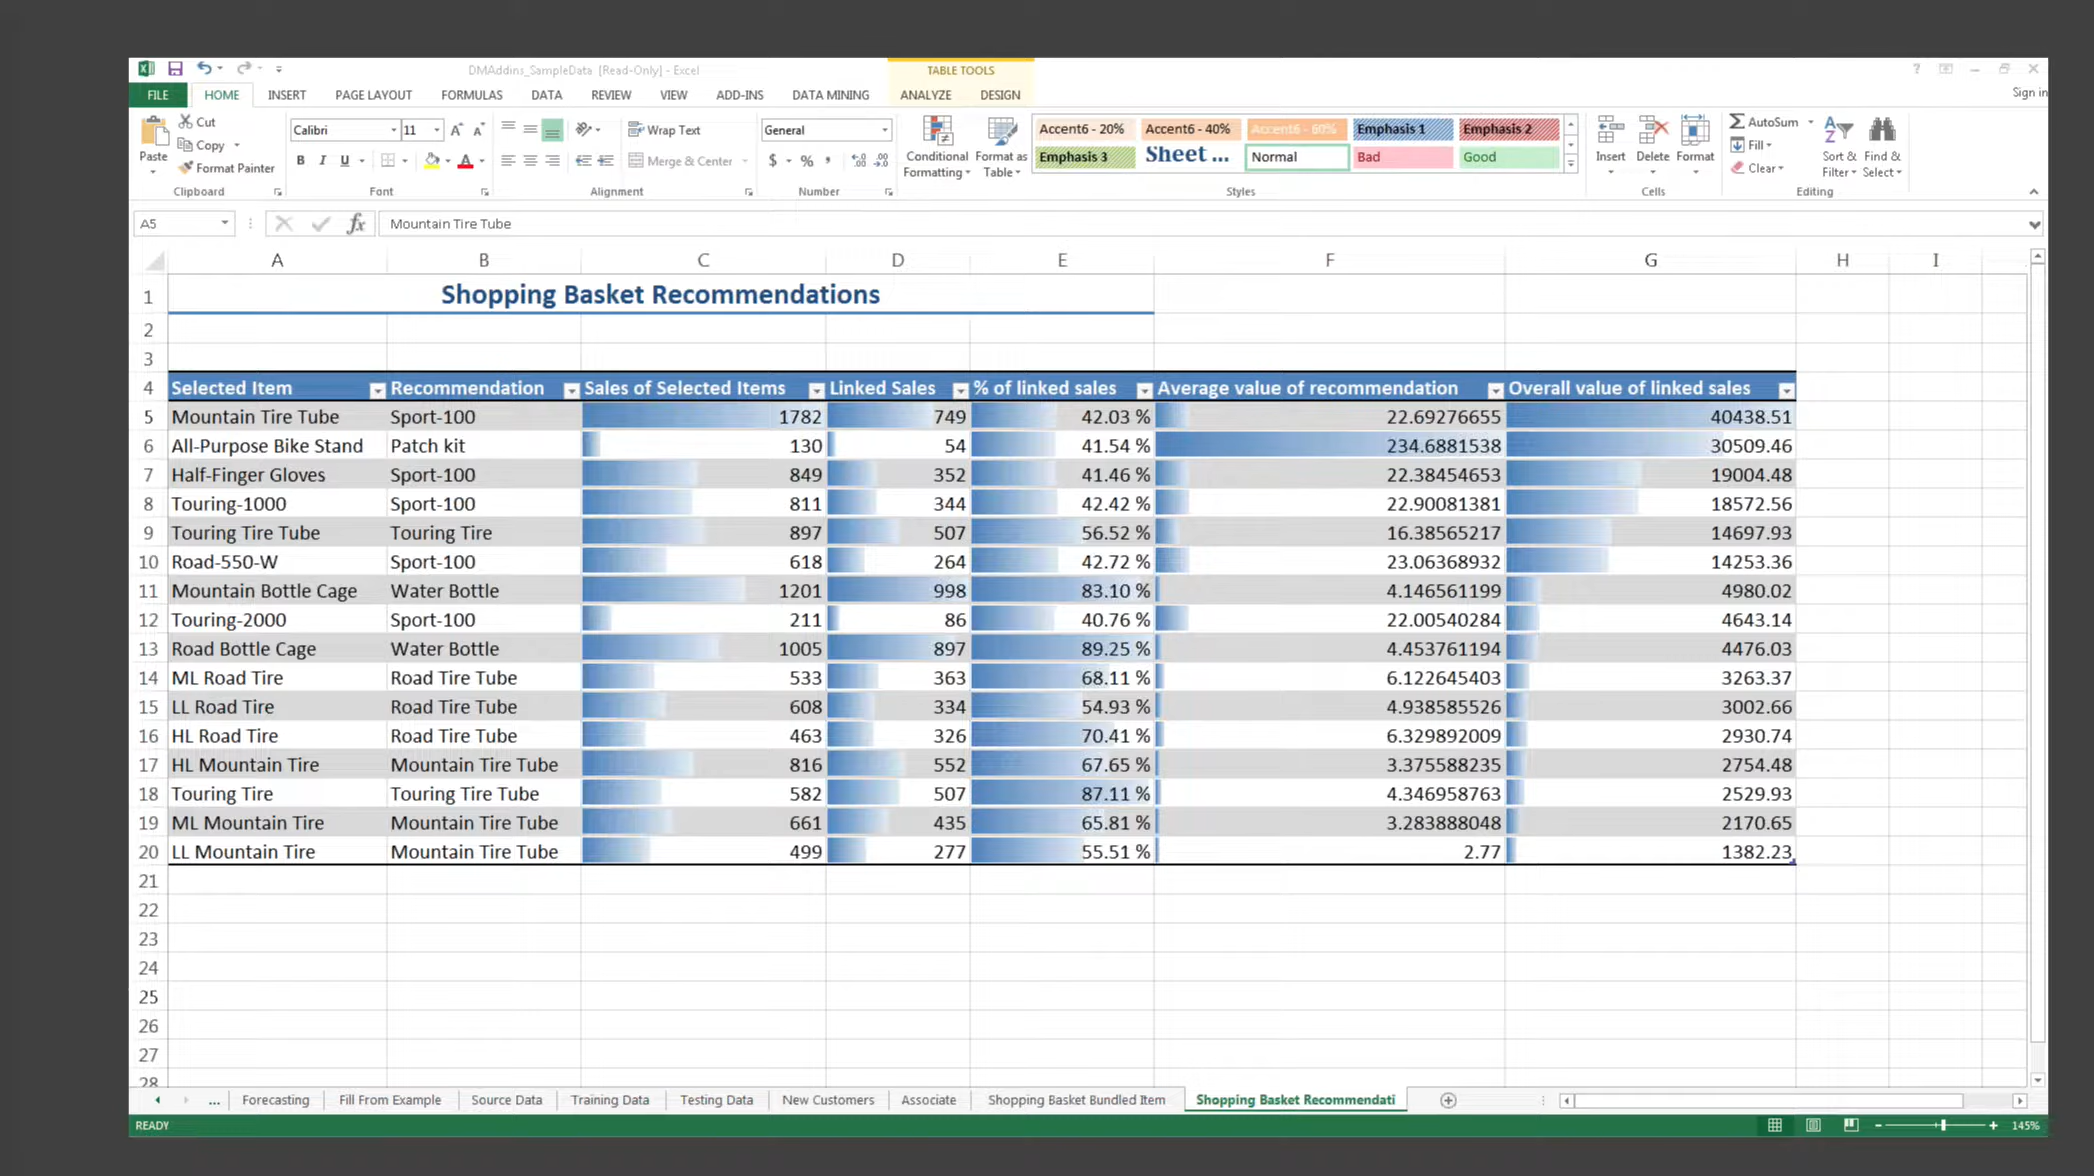 DMAddins_SampleData [Read-Only] - Excel
TABLE TOOLS
?
Sign in
FILE HOME INSERT PAGE LAYOUT FORMULAS DATA REVIEW VIEW ADD-INS DATA MINING ANALYZE DESIGN
Paste
Cut
Copy
Format Painter
Clipboard
Calibri 11
B I U
Font
Wrap Text
Merge & Center
Alignment
General
$ % ,
Number
Conditional Formatting
Format as Table
Accent6 - 20% Accent6 - 40% Accent6 - 60% Emphasis 1 Emphasis 2
Emphasis 3 Sheet ... Normal Bad Good
Styles
Insert Delete Format
Cells
AutoSum
Fill
Clear
Sort & Filter
Find & Select
Editing
A5 fx Mountain Tire Tube
A B C D E F G H I
1 Shopping Basket Recommendations
2
3
4 Selected Item Recommendation Sales of Selected Items Linked Sales % of linked sales Average value of recommendation Overall value of linked sales
5 Mountain Tire Tube Sport-100 1782 749 42.03 % 22.69276655 40438.51
6 All-Purpose Bike Stand Patch kit 130 54 41.54 % 234.6881538 30509.46
7 Half-Finger Gloves Sport-100 849 352 41.46 % 22.38454653 19004.48
8 Touring-1000 Sport-100 811 344 42.42 % 22.90081381 18572.56
9 Touring Tire Tube Touring Tire 897 507 56.52 % 16.38565217 14697.93
10 Road-550-W Sport-100 618 264 42.72 % 23.06368932 14253.36
11 Mountain Bottle Cage Water Bottle 1201 998 83.10 % 4.146561199 4980.02
12 Touring-2000 Sport-100 211 86 40.76 % 22.00540284 4643.14
13 Road Bottle Cage Water Bottle 1005 897 89.25 % 4.453761194 4476.03
14 ML Road Tire Road Tire Tube 533 363 68.11 % 6.122645403 3263.37
15 LL Road Tire Road Tire Tube 608 334 54.93 % 4.938585526 3002.66
16 HL Road Tire Road Tire Tube 463 326 70.41 % 6.329892009 2930.74
17 HL Mountain Tire Mountain Tire Tube 816 552 67.65 % 3.375588235 2754.48
18 Touring Tire Touring Tire Tube 582 507 87.11 % 4.346958763 2529.93
19 ML Mountain Tire Mountain Tire Tube 661 435 65.81 % 3.283888048 2170.65
20 LL Mountain Tire Mountain Tire Tube 499 277 55.51 % 2.77 1382.23
21
22
23
24
25
26
27
28
... Forecasting Fill From Example Source Data Training Data Testing Data New Customers Associate Shopping Basket Bundled Item Shopping Basket Recommendati
READY
145%